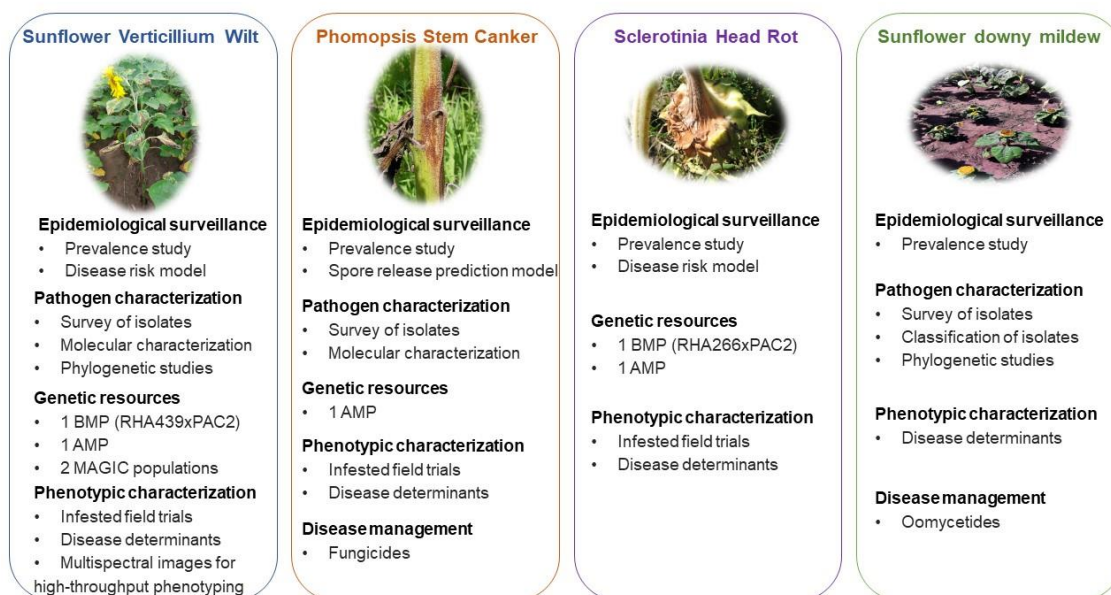 Sunflower Verticillium Wilt
Epidemiological surveillance
• Prevalence study
• Disease risk model
Pathogen characterization
• Survey of isolates
• Molecular characterization
• Phylogenetic studies
Genetic resources
• 1 BMP (RHA439xPAC2)
• 1 AMP
• 2 MAGIC populations
Phenotypic characterization
• Infested field trials
• Disease determinants
• Multispectral images for
high-throughput phenotyping
Phomopsis Stem Canker
Epidemiological surveillance
• Prevalence study
• Spore release prediction model
Pathogen characterization
• Survey of isolates
• Molecular characterization
Genetic resources
• 1 AMP
Phenotypic characterization
• Infested field trials
• Disease determinants
Disease management
• Fungicides
Sclerotinia Head Rot
Epidemiological surveillance
• Prevalence study
• Disease risk model
Genetic resources
• 1 BMP (RHA266xPAC2)
• 1 AMP
Phenotypic characterization
• Infested field trials
• Disease determinants
Sunflower downy mildew
Epidemiological surveillance
• Prevalence study
Pathogen characterization
• Survey of isolates
• Classification of isolates
• Phylogenetic studies
Phenotypic characterization
• Disease determinants
Disease management
• Oomycetides